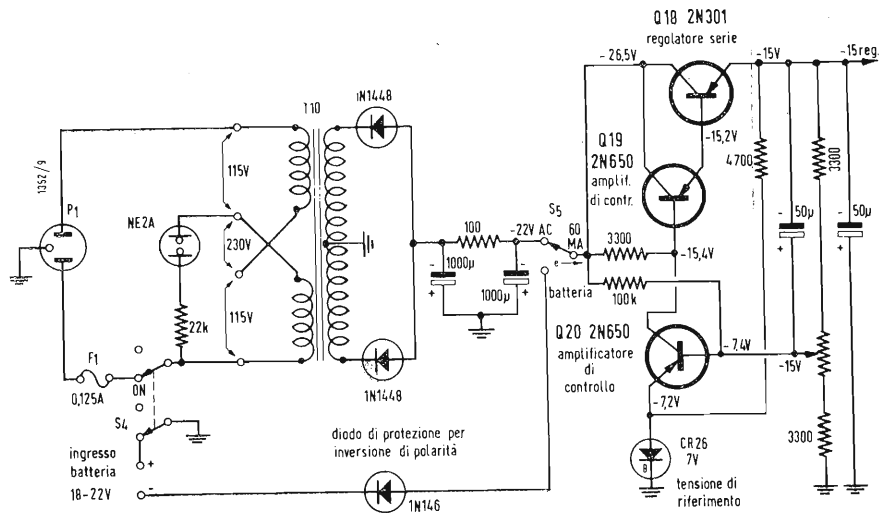 Q18 2N301
regolatore serie
-26,5V
-15V
-15 reg.
1N1448
T10
-15,2V
Q19
2N650
amplif.
di contr.
4700
3300
1352/9
115V
P1
NE2A
230V
S5
-22V AC
60
MA
100
3300
-15,4V
50µ
50µ
1000µ
1000µ
e
batteria
100k
115V
22k
Q20 2N650
amplificatore
di
controllo
-7,4V
-15V
F1
0,125A
ON
1N1448
-7,2V
S4
diodo di protezione per
inversione di polarità
3300
ingresso
batteria
+
18-22V
-
1N146
CR26
7V
B
tensione di
riferimento